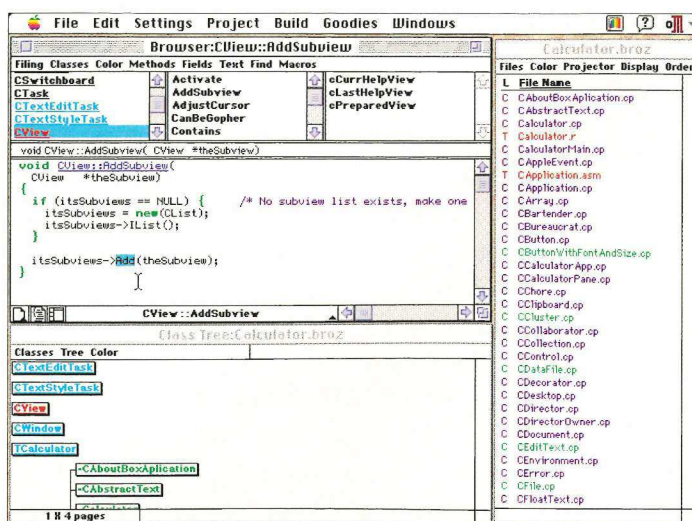 File Edit Settings Project Build Goodies Windows
Browser:CView::AddSubview
Filing Classes Color Methods Fields Text Find Macros
CSwitchboard
CTask
CTextEditTask
CTextStyleTask
CView
Activate
AddSubview
AdjustCursor
CanBeGopher
Contains
cCurrHelpView
cLastHelpView
cPreparedView
void CView::AddSubview( CView *theSubview)
void CView::AddSubview(
CView *theSubview)
{
if (itsSubviews == NULL) { /* No subview list exists, make one
itsSubviews = new(CList);
itsSubviews->IList();
}
itsSubviews->Add(theSubview);
}
CView::AddSubview
Class Tree:Calculator.broz
Classes Tree Color
CTextEditTask
CTextStyleTask
CView
CWindow
TCalculator
-CAboutBoxAplication
-CAbstractText
Calculator
1 X 4 pages
Calculator.broz
Files Color Projector Display Order
L File Name
C CAboutBoxAplication.cp
C CAbstractText.cp
C Calculator.cp
T Calculator.r
C CalculatorMain.cp
C CAppleEvent.cp
T CApplication.asm
C CApplication.cp
C CArray.cp
C CBartender.cp
C CBureaucrat.cp
C CButton.cp
C CButtonWithFontAndSize.cp
C CCalculatorApp.cp
C CCalculatorPane.cp
C CChore.cp
C CClipboard.cp
C CCluster.cp
C CCollaborator.cp
C CCollection.cp
C CControl.cp
C CDataFile.cp
C CDecorator.cp
C CDesktop.cp
C CDirector.cp
C CDirectorOwner.cp
C CDocument.cp
C CEditText.cp
C CEnvironment.cp
C CError.cp
C CFile.cp
C CFloatText.cp